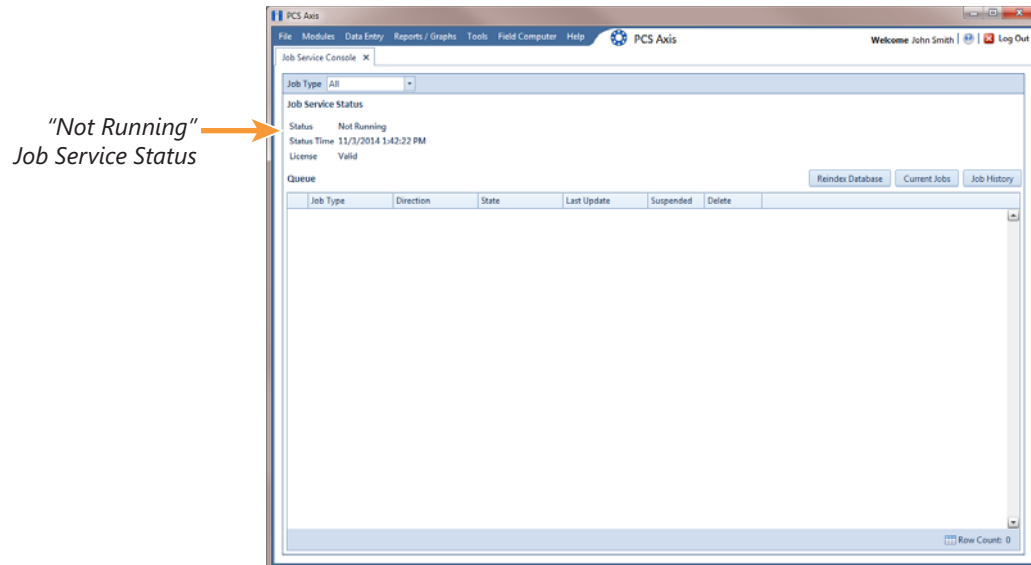 PCS Axis
File Modules Data Entry Reports / Graphs Tools Field Computer Help PCS Axis Welcome John Smith Log Out
Job Service Console
Job Type All
Job Service Status
"Not Running"
Job Service Status
Status Not Running
Status Time 11/3/2014 1:42:22 PM
License Valid
Queue Reindex Database Current Jobs Job History
Job Type Direction State Last Update Suspended Delete
Row Count: 0